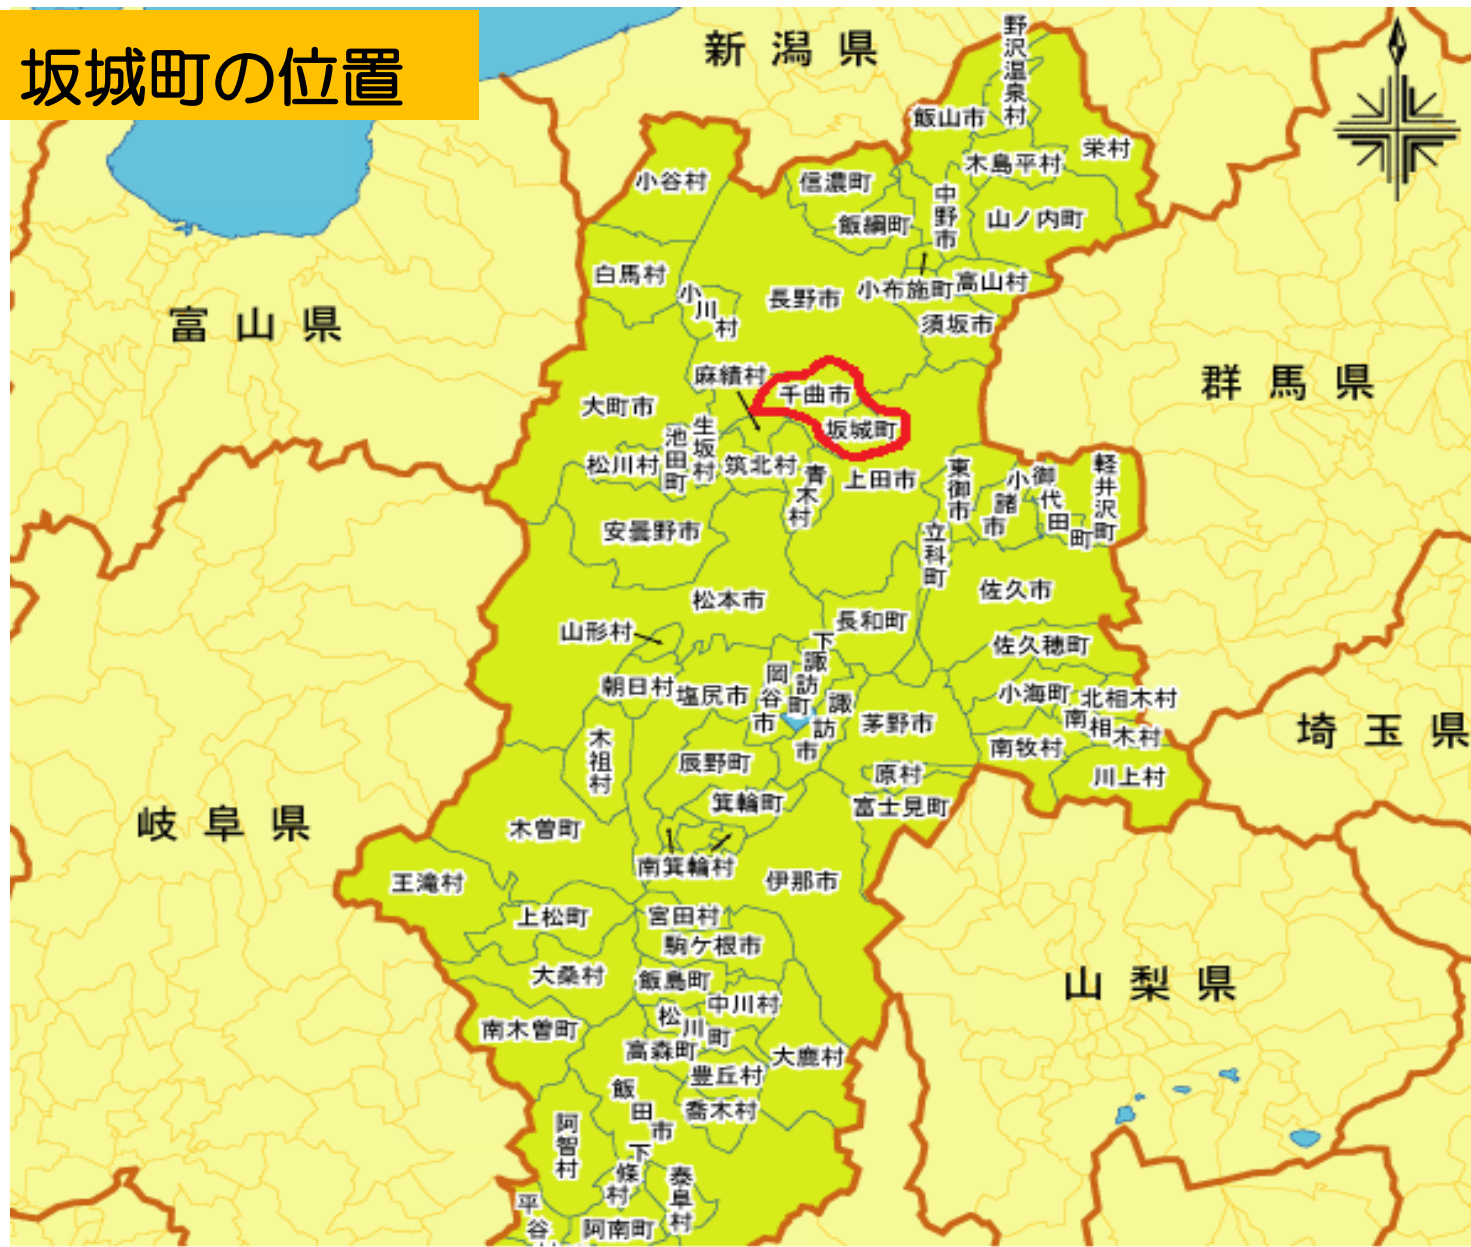 坂城町の位置
新潟県
富山県
群馬県
埼玉県
岐阜県
山梨県
野沢温泉村
飯山市
栄村
木島平村
小谷村
信濃町
中野市
山ノ内町
飯綱町
白馬村
小川村
長野市
小布施町
高山村
須坂市
麻績村
千曲市
大町市
坂城町
生坂村
池田町
松川村
筑北村
青木村
上田市
東御市
小諸市
御代田町
軽井沢町
安曇野市
立科町
松本市
佐久市
山形村
長和町
下諏訪町
佐久穂町
朝日村
塩尻市
岡谷市
諏訪市
茅野市
小海町
北相木村
南相木村
木祖村
辰野町
南牧村
原村
川上村
箕輪町
富士見町
木曽町
南箕輪村
王滝村
伊那市
上松町
宮田村
駒ケ根市
大桑村
飯島町
中川村
南木曽町
松川町
高森町
大鹿村
豊丘村
飯田市
喬木村
阿智村
下條村
泰阜村
平谷
阿南町